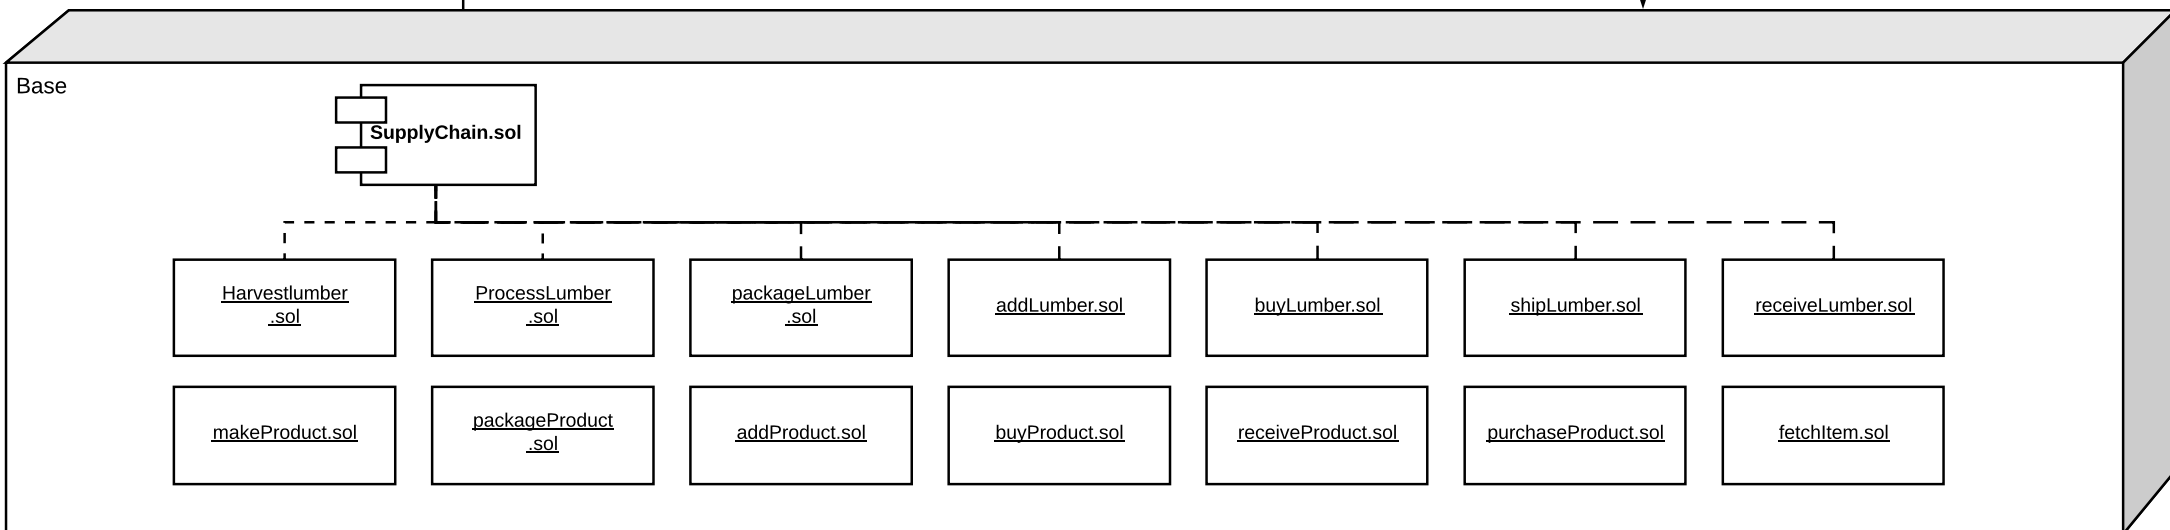 Base
SupplyChain.sol
Harvestlumber
.sol
ProcessLumber
.sol
packageLumber
.sol
addLumber.sol
buyLumber.sol
shipLumber.sol
receiveLumber.sol
makeProduct.sol
packageProduct
.sol
addProduct.sol
buyProduct.sol
receiveProduct.sol
purchaseProduct.sol
fetchItem.sol